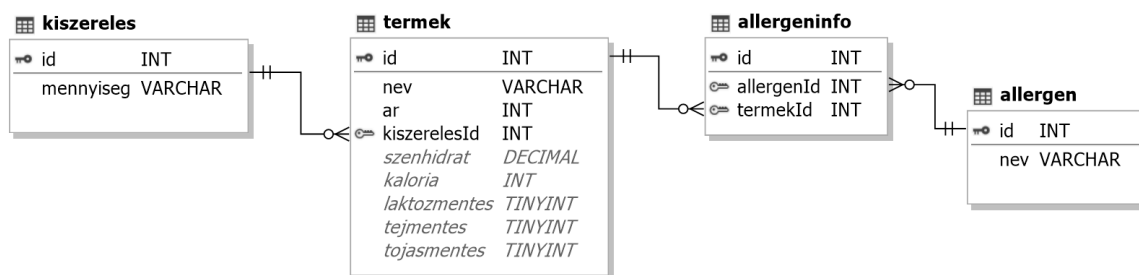 kiszereles
id INT
mennyiseg VARCHAR
termek
id INT
nev VARCHAR
ar INT
kiszerelesId INT
szenhidrat DECIMAL
kaloria INT
laktozmentes TINYINT
tejmentes TINYINT
tojasmentes TINYINT
allergeninfo
id INT
allergenId INT
termekId INT
allergen
id INT
nev VARCHAR